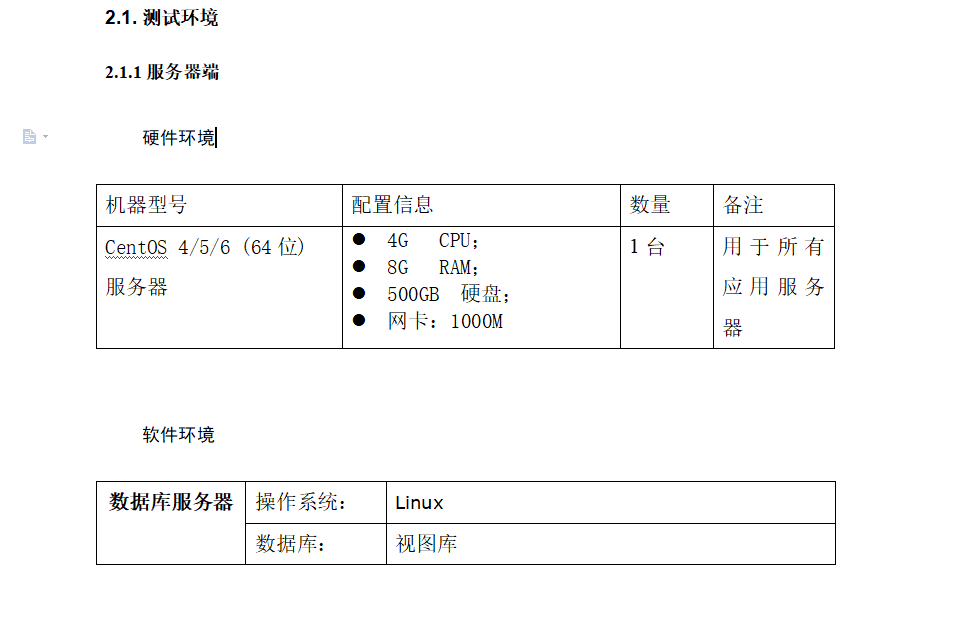 2.1. 测试环境
2.1.1 服务器端
硬件环境
机器型号 配置信息 数量 备注
CentOS 4/5/6 (64 位)
服务器
● 4G CPU;
● 8G RAM;
● 500GB 硬盘;
● 网卡: 1000M
1 台
用于所有
应用服务
器
软件环境
数据库服务器 操作系统: Linux
数据库: 视图库